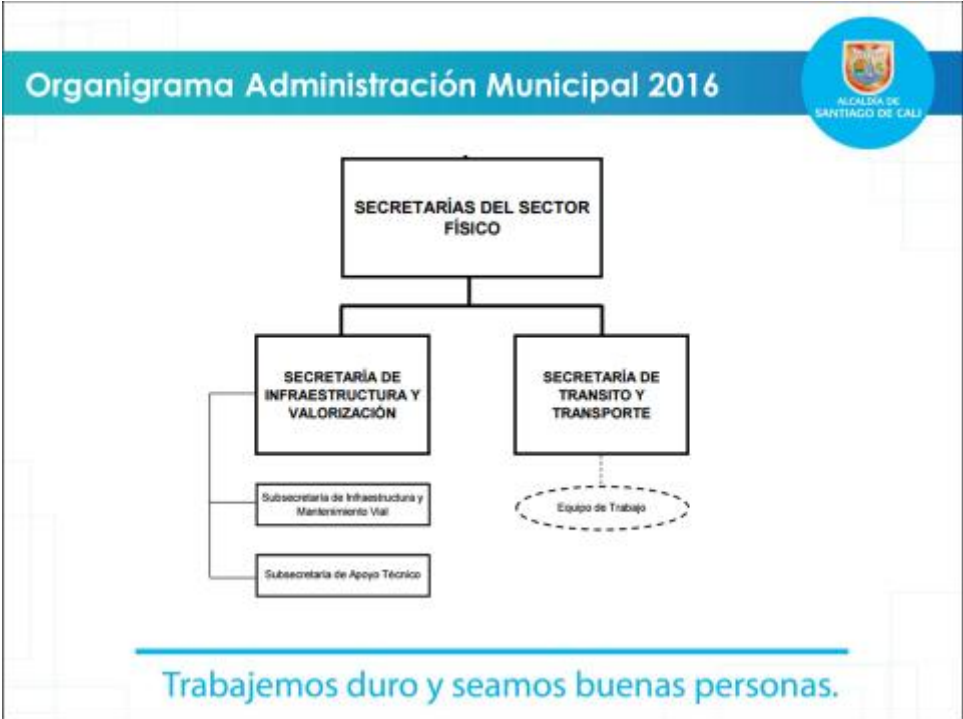 Organigrama Administración Municipal 2016
ALCALDÍA DE
SANTIAGO DE CALI
SECRETARÍAS DEL SECTOR
FÍSICO
SECRETARÍA DE
INFRAESTRUCTURA Y
VALORIZACIÓN
SECRETARÍA DE
TRANSITO Y
TRANSPORTE
Subsecretaría de Infraestructura y
Mantenimiento Vial
Equipo de Trabajo
Subsecretaría de Apoyo Técnico
Trabajemos duro y seamos buenas personas.